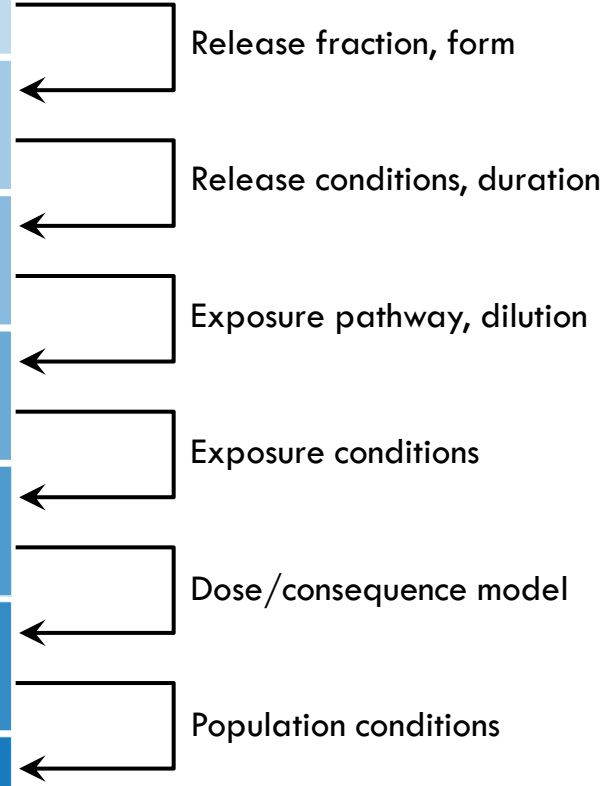 Release fraction, form
Release conditions, duration
Exposure pathway, dilution
Exposure conditions
Dose/consequence model
Population conditions